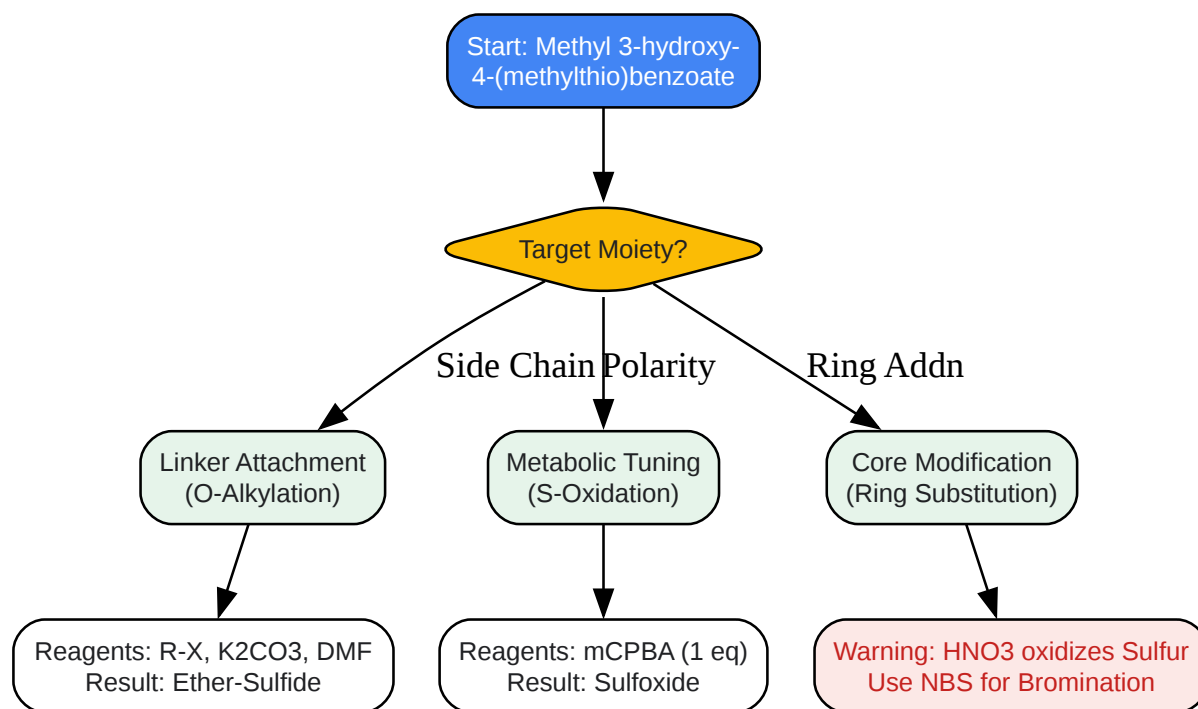 Start: Methyl 3-hydroxy-
4-(methylthio)benzoate
Target Moiety?
Side Chain
Polarity
Ring Addn
Linker Attachment
(O-Alkylation)
Metabolic Tuning
(S-Oxidation)
Core Modification
(Ring Substitution)
Reagents: R-X, K2CO3, DMF
Result: Ether-Sulfide
Reagents: mCPBA (1 eq)
Result: Sulfoxide
Warning: HNO3 oxidizes Sulfur
Use NBS for Bromination